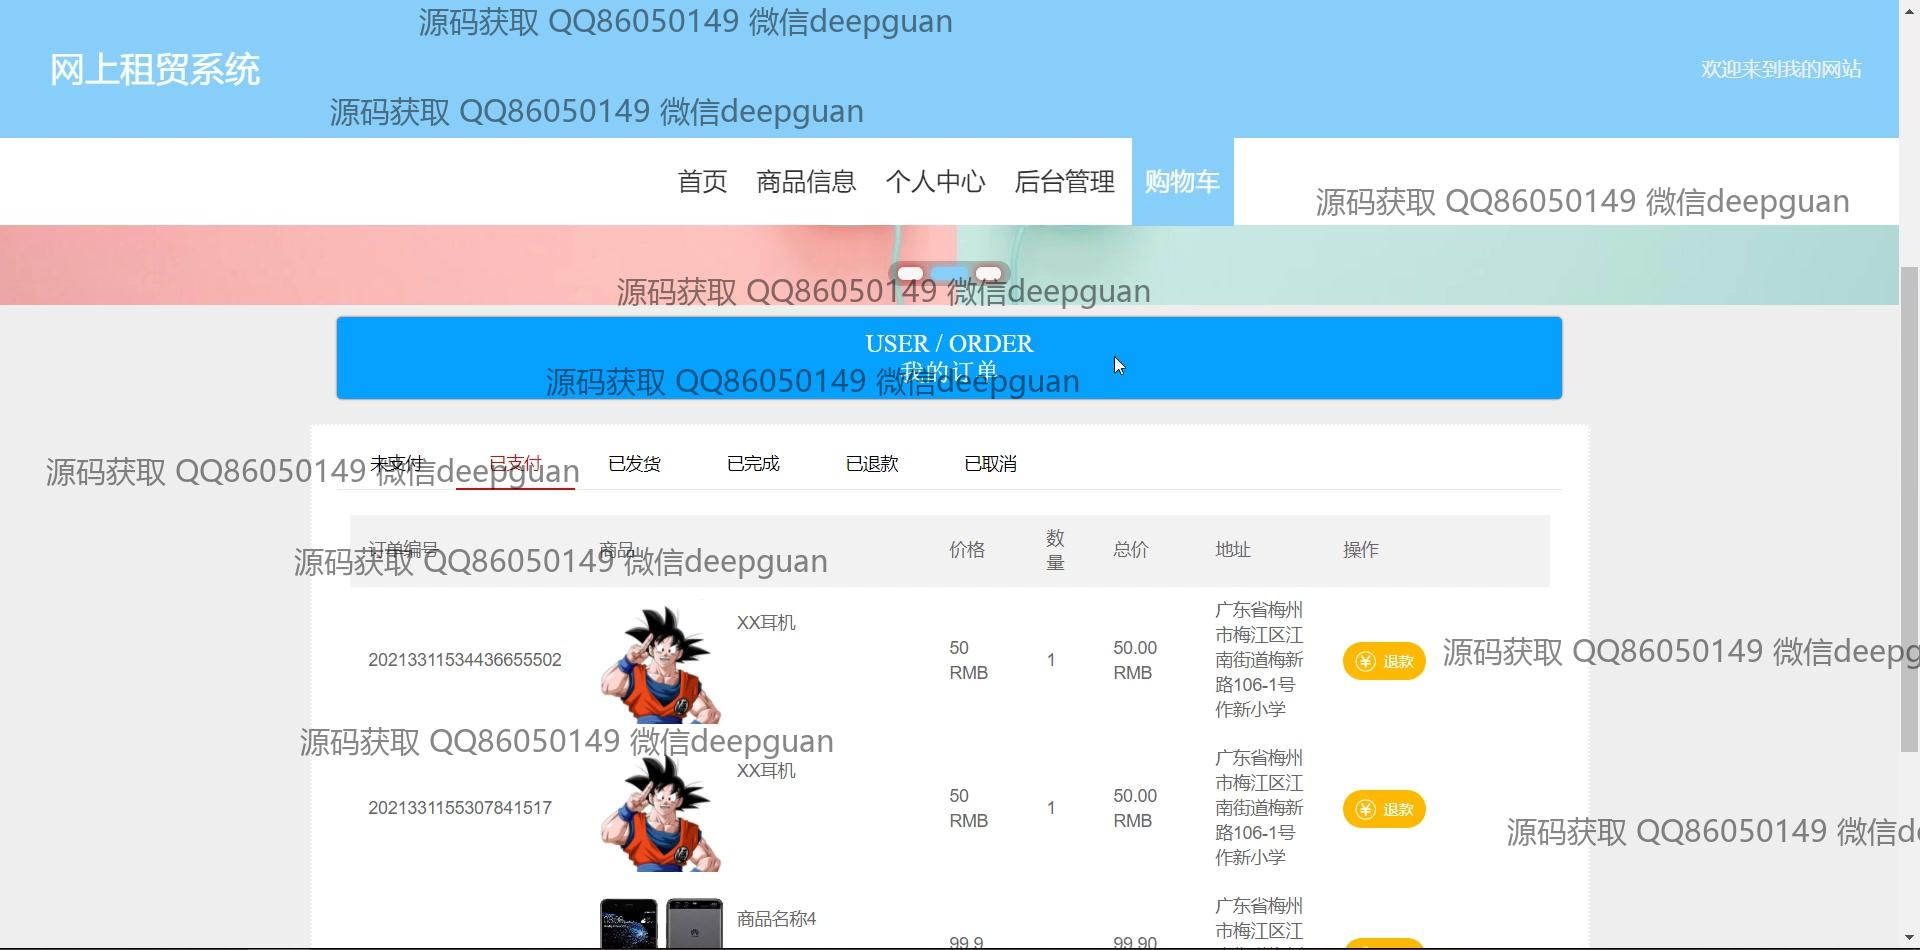 源码获取 QQ86050149 微信deepguan
网上租贸系统
欢迎来到我的网站
源码获取 QQ86050149 微信deepguan
首页 商品信息 个人中心 后台管理 购物车
源码获取 QQ86050149 微信deepguan
源码获取 QQ86050149 微信deepguan
USER / ORDER
我的订单
源码获取 QQ86050149 微信deepguan
未支付 已支付 已发货 已完成 已退款 已取消
源码获取 QQ86050149 微信deepguan
订单编号 商品 价格 数量 总价 地址 操作
源码获取 QQ86050149 微信deepguan
20213311534436655502
XX耳机
50
RMB
1
50.00
RMB
广东省梅州
市梅江区江
南街道梅新
路106-1号
作新小学
退款
源码获取 QQ86050149 微信deepg
源码获取 QQ86050149 微信deepguan
2021331155307841517
XX耳机
50
RMB
1
50.00
RMB
广东省梅州
市梅江区江
南街道梅新
路106-1号
作新小学
退款
源码获取 QQ86050149 微信d
商品名称4
99.9
99.90
广东省梅州
市梅江区江